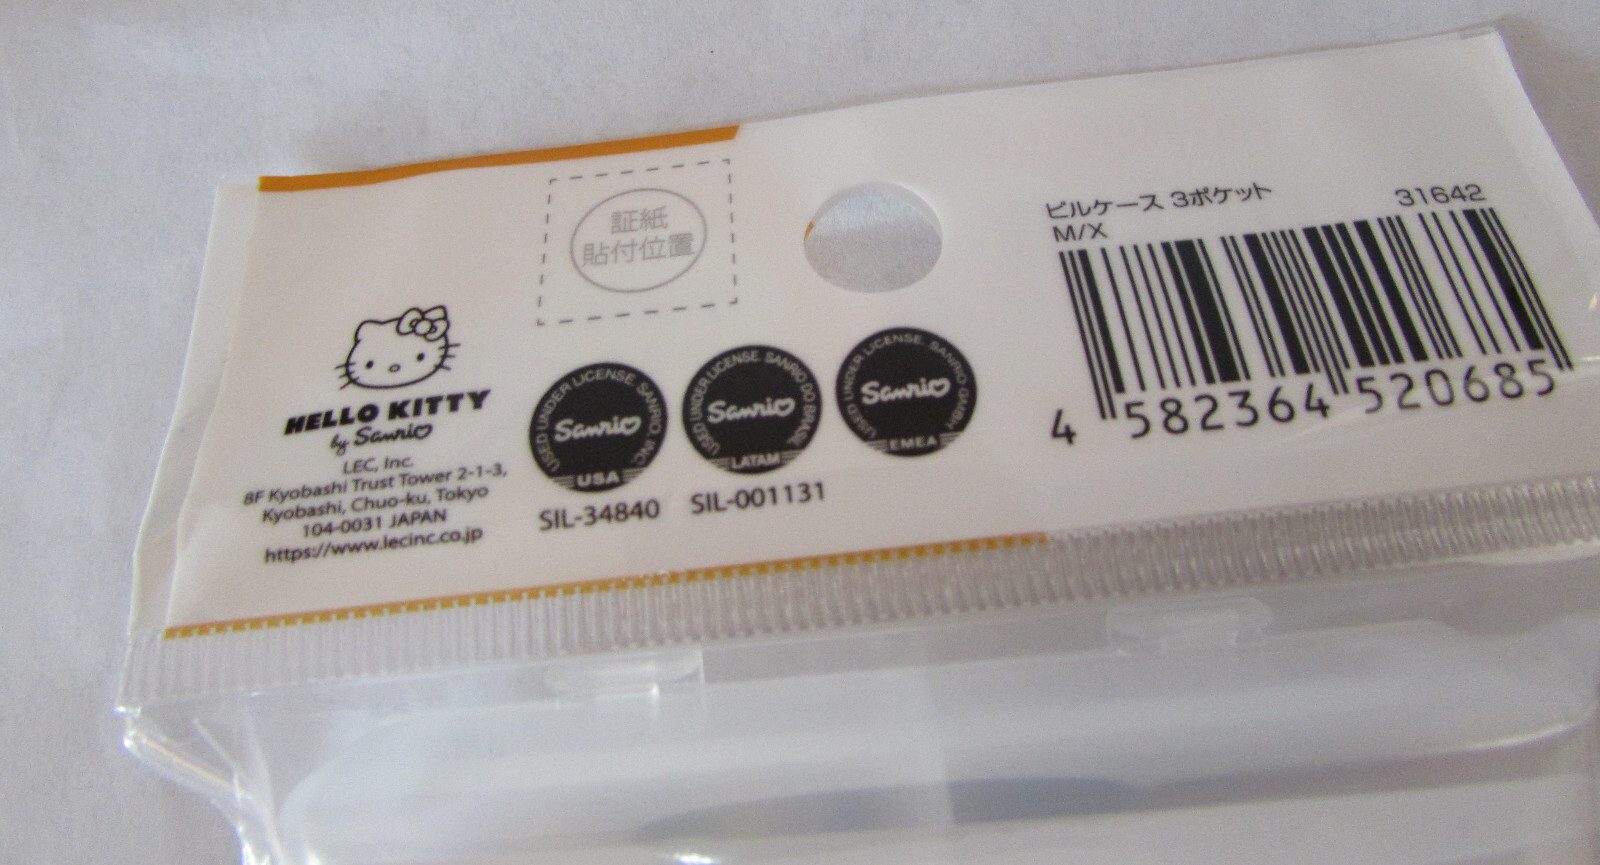 証紙
貼付位置
ピルケース 3ポケット 31642
M/X
4 582364 520685
HELLO KITTY
by Sanrio
LEC, Inc.
8F Kyobashi Trust Tower 2-1-3,
Kyobashi, Chuo-ku, Tokyo
104-0031 JAPAN
https://www.lecinc.co.jp
USED UNDER LICENSE. SANRIO INC
Sanrio
USA
SIL-34840
USED UNDER LICENSE. SANRIO DO BRASIL
Sanrio
LATAM
SIL-001131
USED UNDER LICENSE. SANRIO GMBH
Sanrio
EMEA